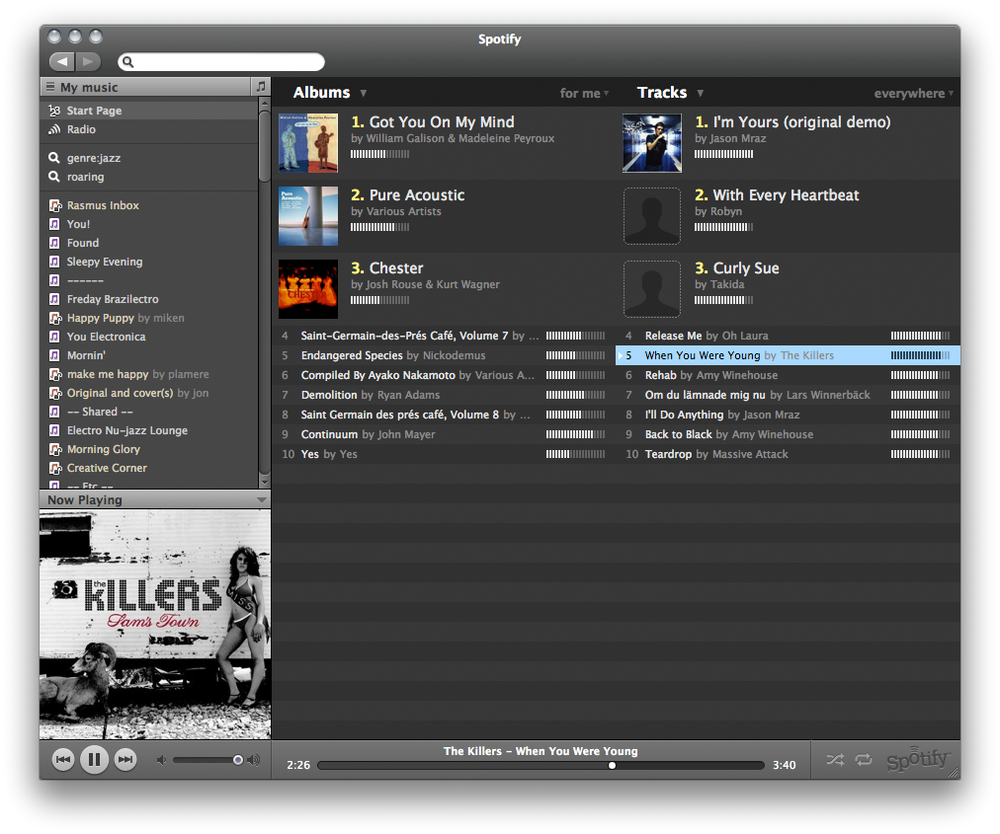 Spotify
My music
Start Page
Radio
genre:jazz
roaring
Rasmus Inbox
You!
Found
Sleepy Evening
------
Freday Brazilectro
Happy Puppy by miken
You Electronica
Mornin'
make me happy by plamere
Original and cover(s) by jon
-- Shared --
Electro Nu-jazz Lounge
Morning Glory
Creative Corner
-- Etc --
Now Playing
the
KILLERS
Sam's Town
MISS
Albums ▼ for me ▾
1. Got You On My Mind
by William Galison & Madeleine Peyroux
2. Pure Acoustic
by Various Artists
Pure
Acoustic
3. Chester
by Josh Rouse & Kurt Wagner
CHESTER
4 Saint-Germain-des-Prés Café, Volume 7 by ...
5 Endangered Species by Nickodemus
6 Compiled By Ayako Nakamoto by Various A...
7 Demolition by Ryan Adams
8 Saint Germain des prés café, Volume 8 by ...
9 Continuum by John Mayer
10 Yes by Yes
Tracks ▼ everywhere ▾
1. I'm Yours (original demo)
by Jason Mraz
2. With Every Heartbeat
by Robyn
3. Curly Sue
by Takida
4 Release Me by Oh Laura
5 When You Were Young by The Killers
6 Rehab by Amy Winehouse
7 Om du lämnade mig nu by Lars Winnerbäck
8 I'll Do Anything by Jason Mraz
9 Back to Black by Amy Winehouse
10 Teardrop by Massive Attack
The Killers – When You Were Young
2:26 3:40
Spotify